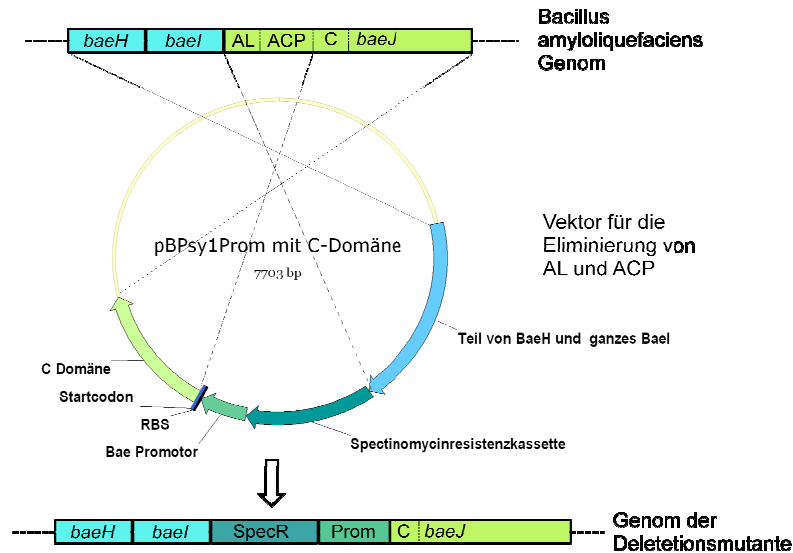 baeH baeI AL ACP C baeJ
Bacillus
amyloliquefaciens
Genom
pBPsy1Prom mit C-Domäne
7703 bp
Vektor für die
Eliminierung von
AL und ACP
Teil von BaeH und ganzes BaeI
C Domäne
Startcodon
RBS
Bae Promotor
Spectinomycinresistenzkassette
baeH baeI SpecR Prom C baeJ
Genom der
Deletetionsmutante